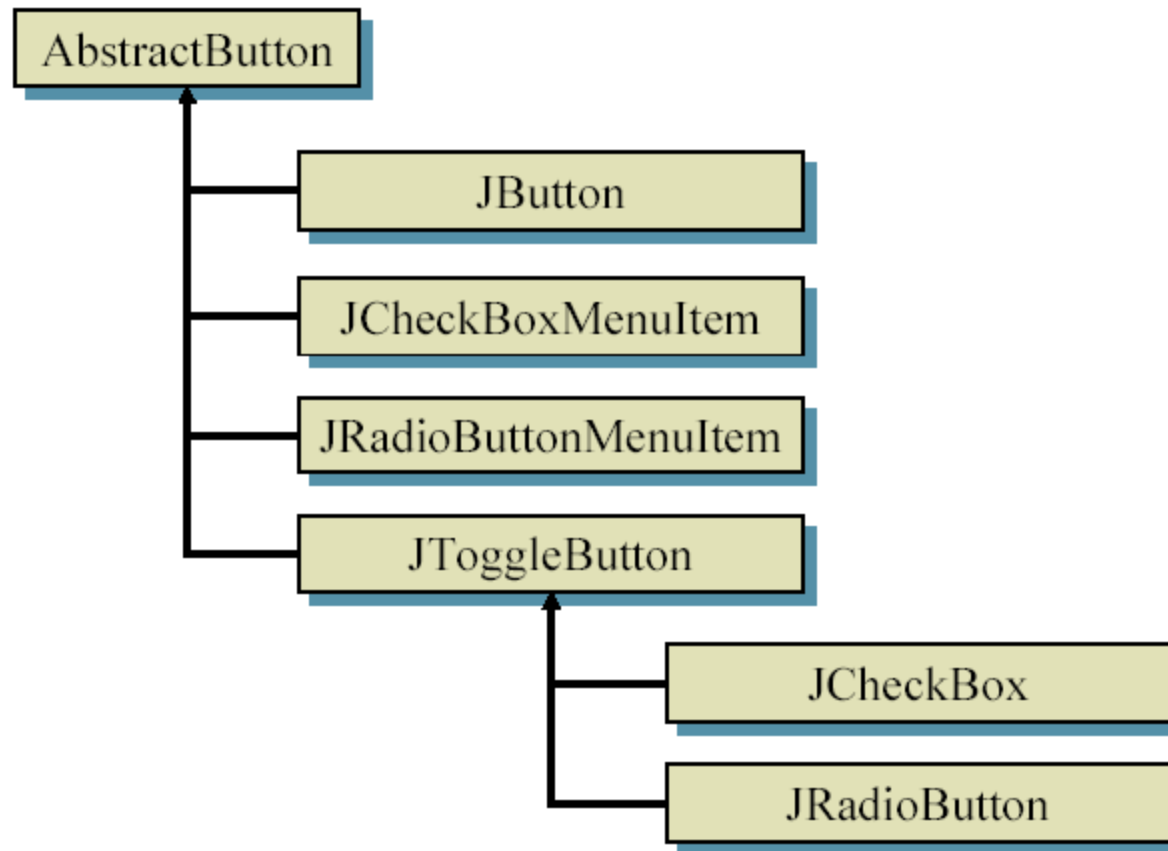 AbstractButton
JButton
JCheckBoxMenuItem
JRadioButtonMenuItem
JToggleButton
JCheckBox
JRadioButton